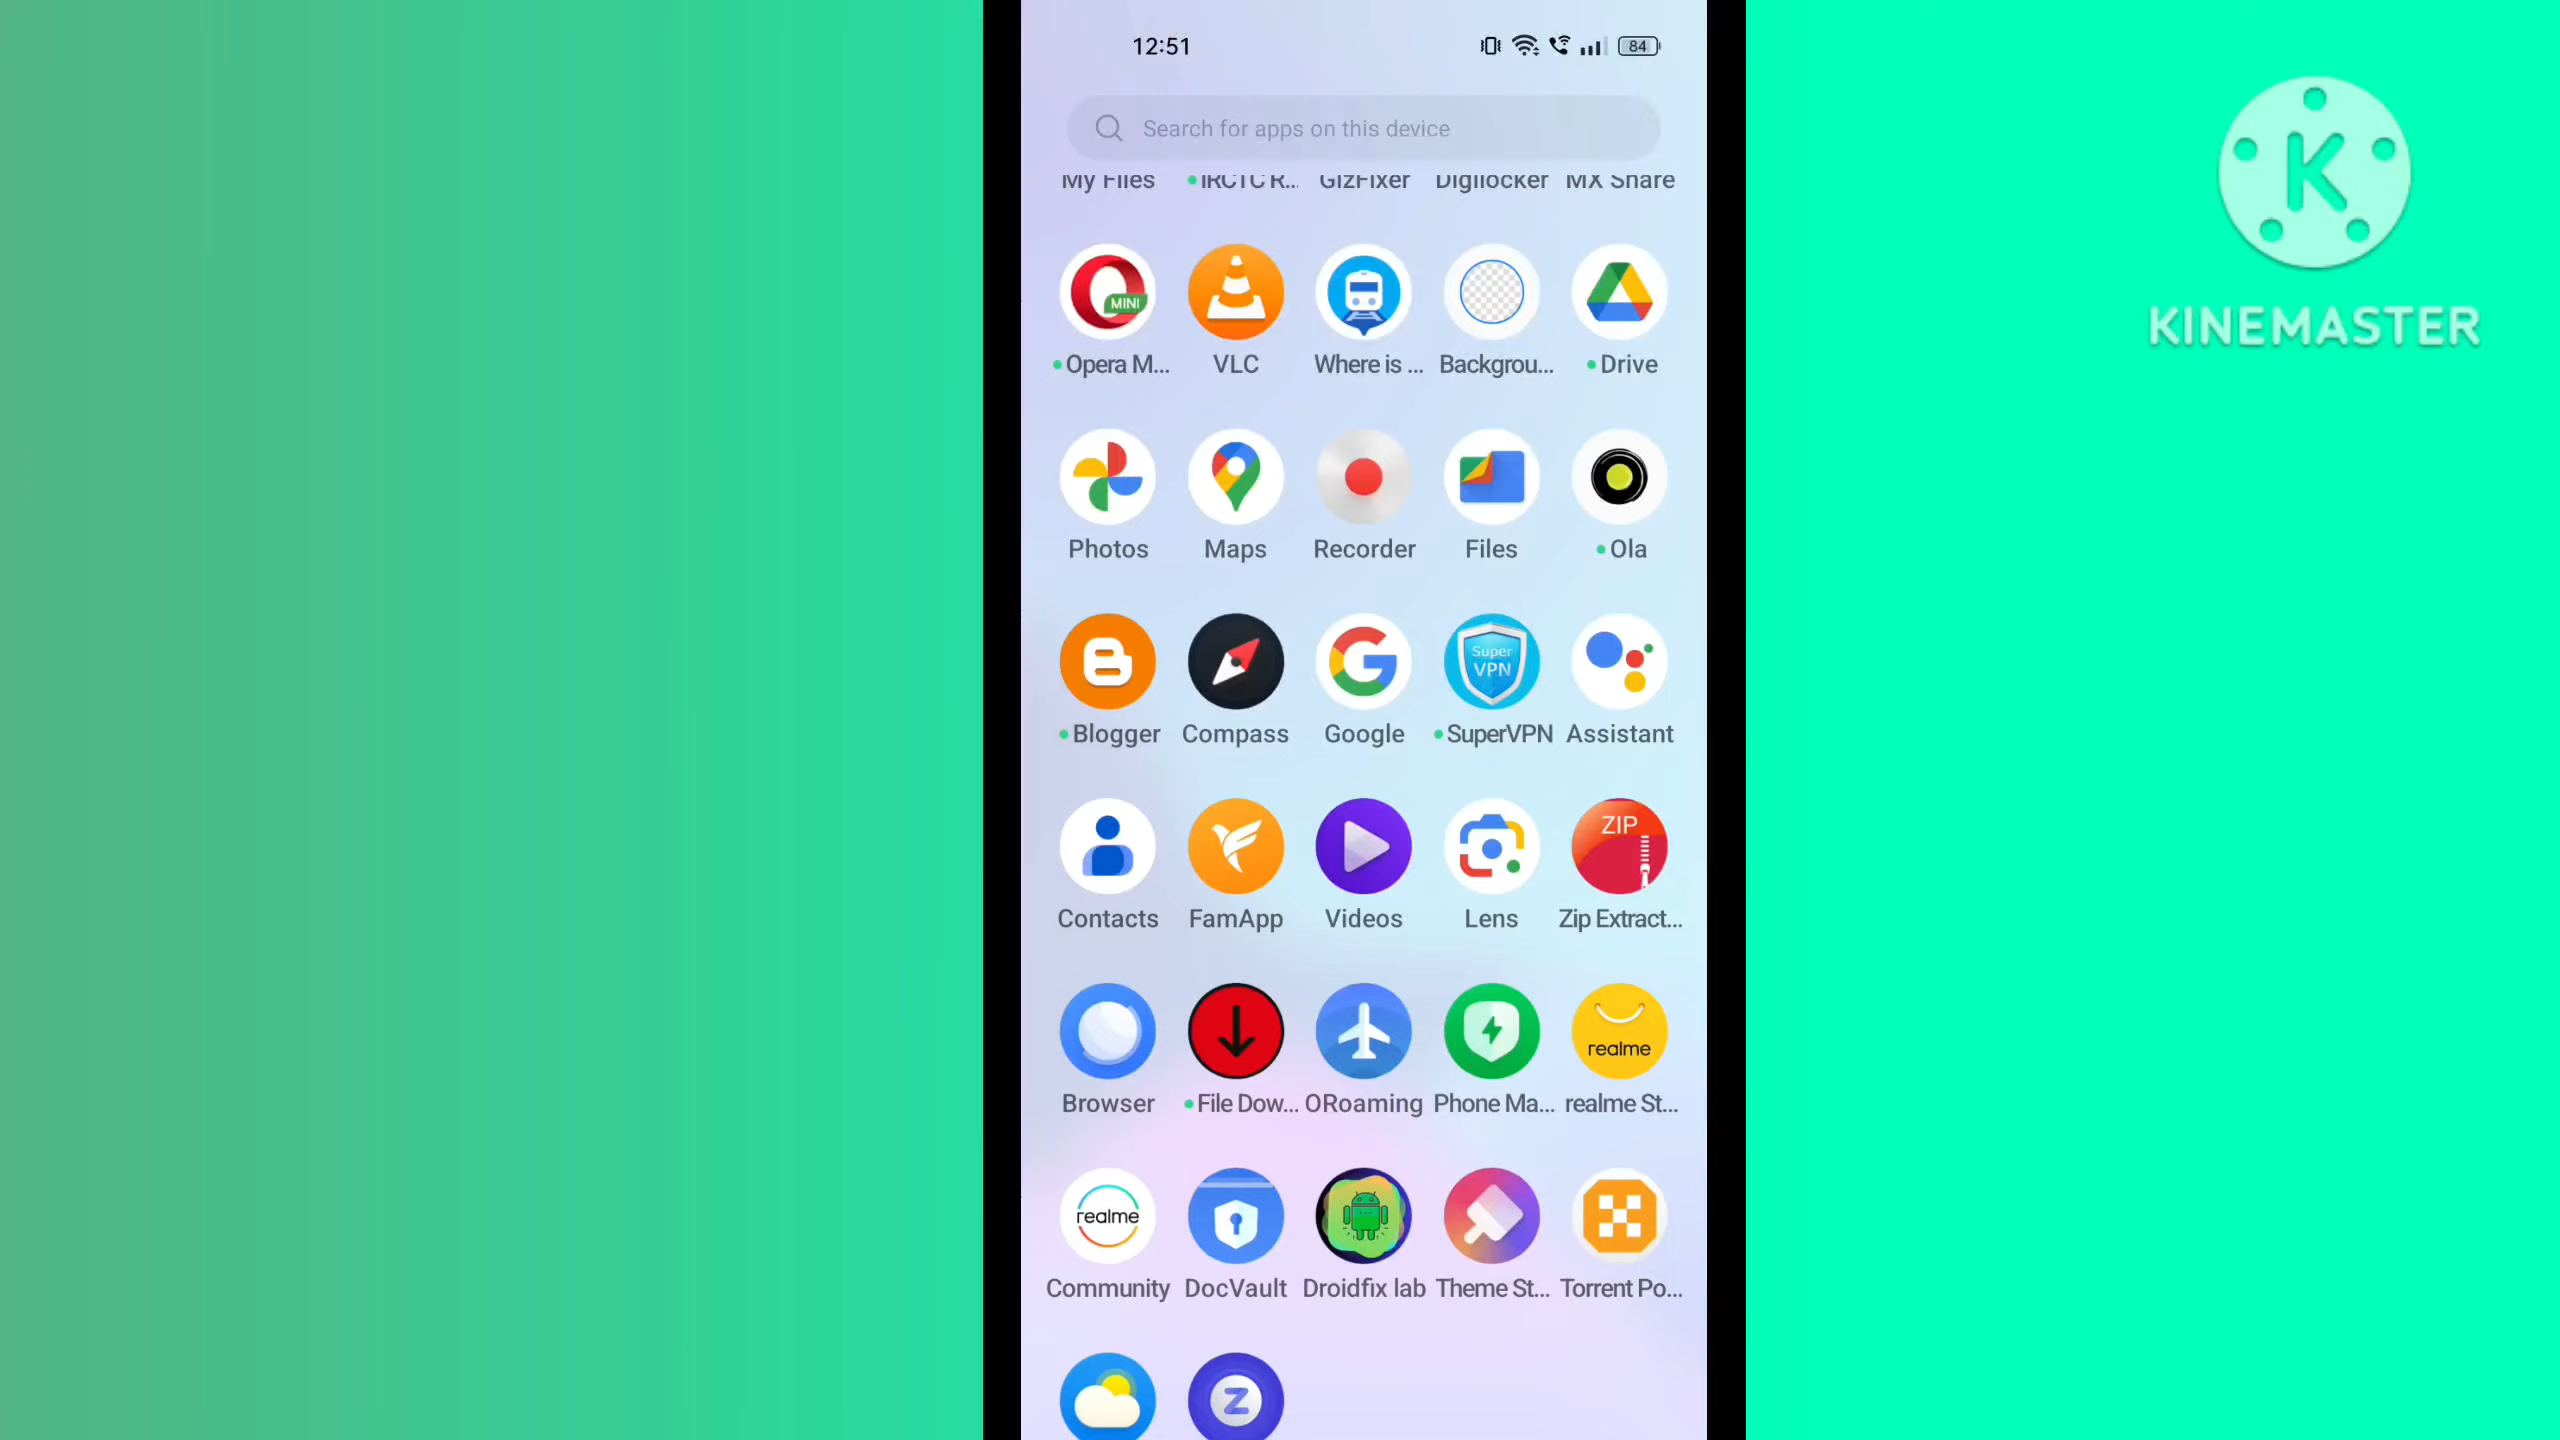 12:51
84
Search for apps on this device
My Files IRCTC R... GizFixer Digilocker MX Share
MINI
Opera M... VLC Where is ... Backgrou... Drive
Photos Maps Recorder Files Ola
Super
VPN
Blogger Compass Google SuperVPN Assistant
ZIP
Contacts FamApp Videos Lens Zip Extract...
realme
Browser File Dow... ORoaming Phone Ma... realme St...
realme
Community DocVault Droidfix lab Theme St... Torrent Po...
Z
K
KINEMASTER